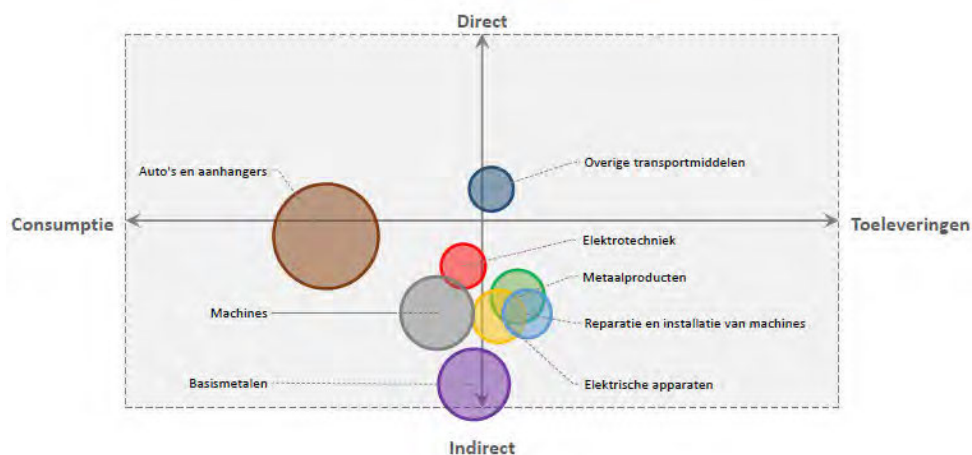 Direct
Overige transportmiddelen
Auto's en aanhangers
Consumptie
Toeleveringen
Elektrotechniek
Metaalproducten
Machines
Reparatie en installatie van machines
Basismetalen
Elektrische apparaten
Indirect